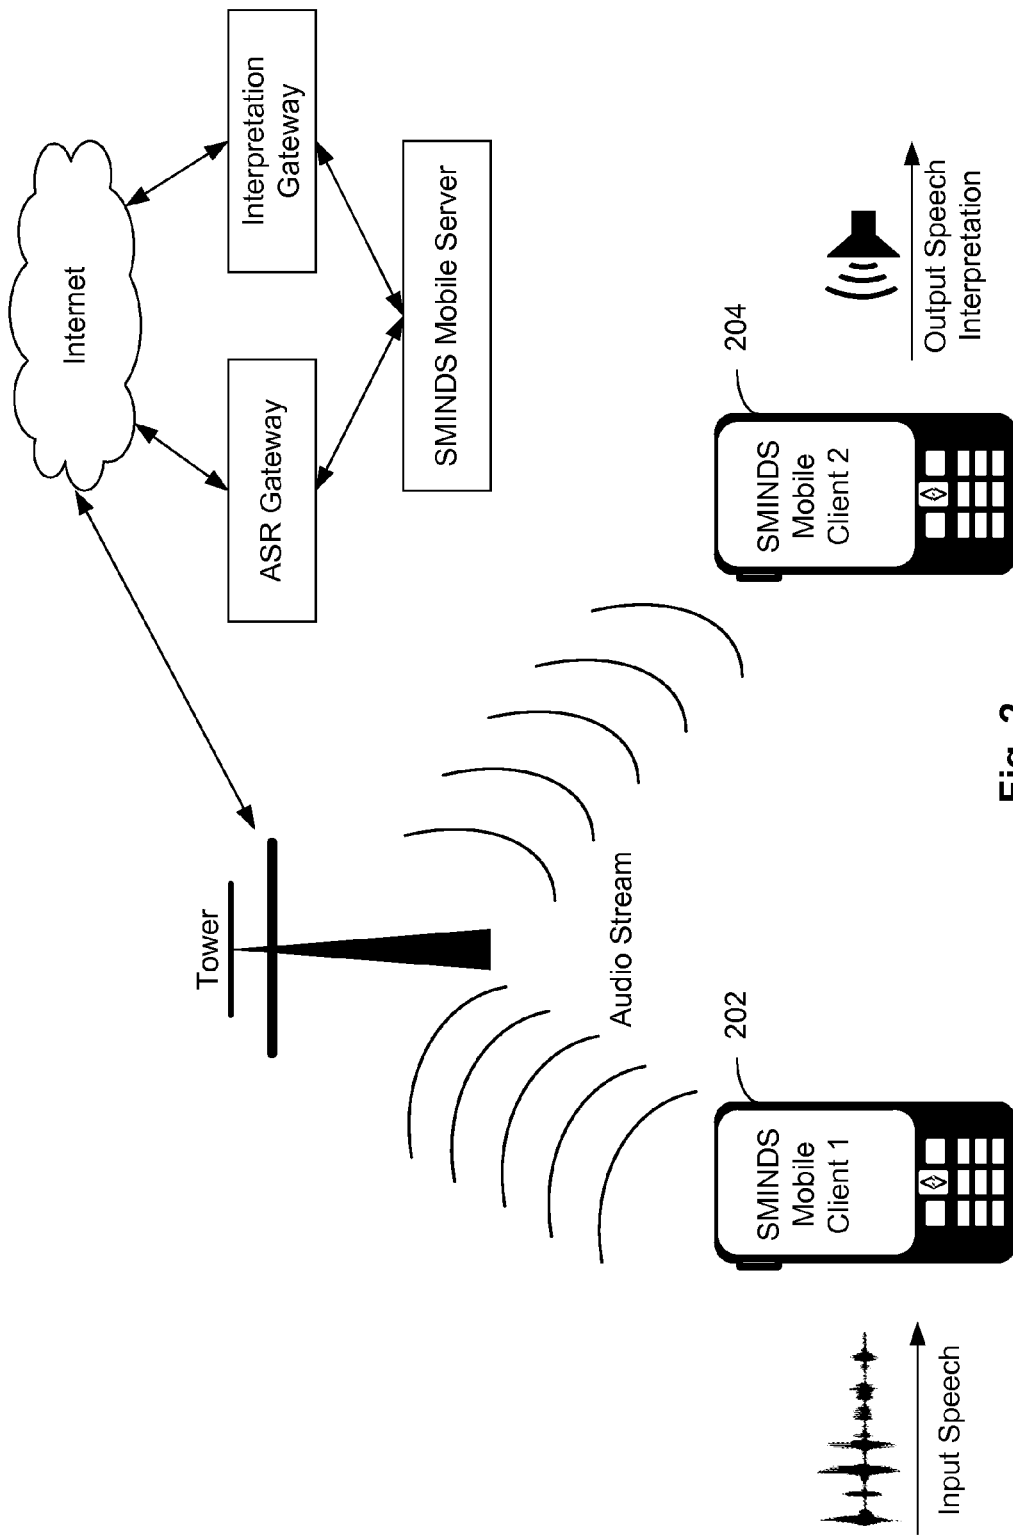 Internet
Tower
ASR Gateway
Interpretation
Gateway
SMINDS Mobile Server
Audio Stream
202
204
SMINDS
Mobile
Client 1
SMINDS
Mobile
Client 2
Input Speech
Output Speech
Interpretation
Fig. 2